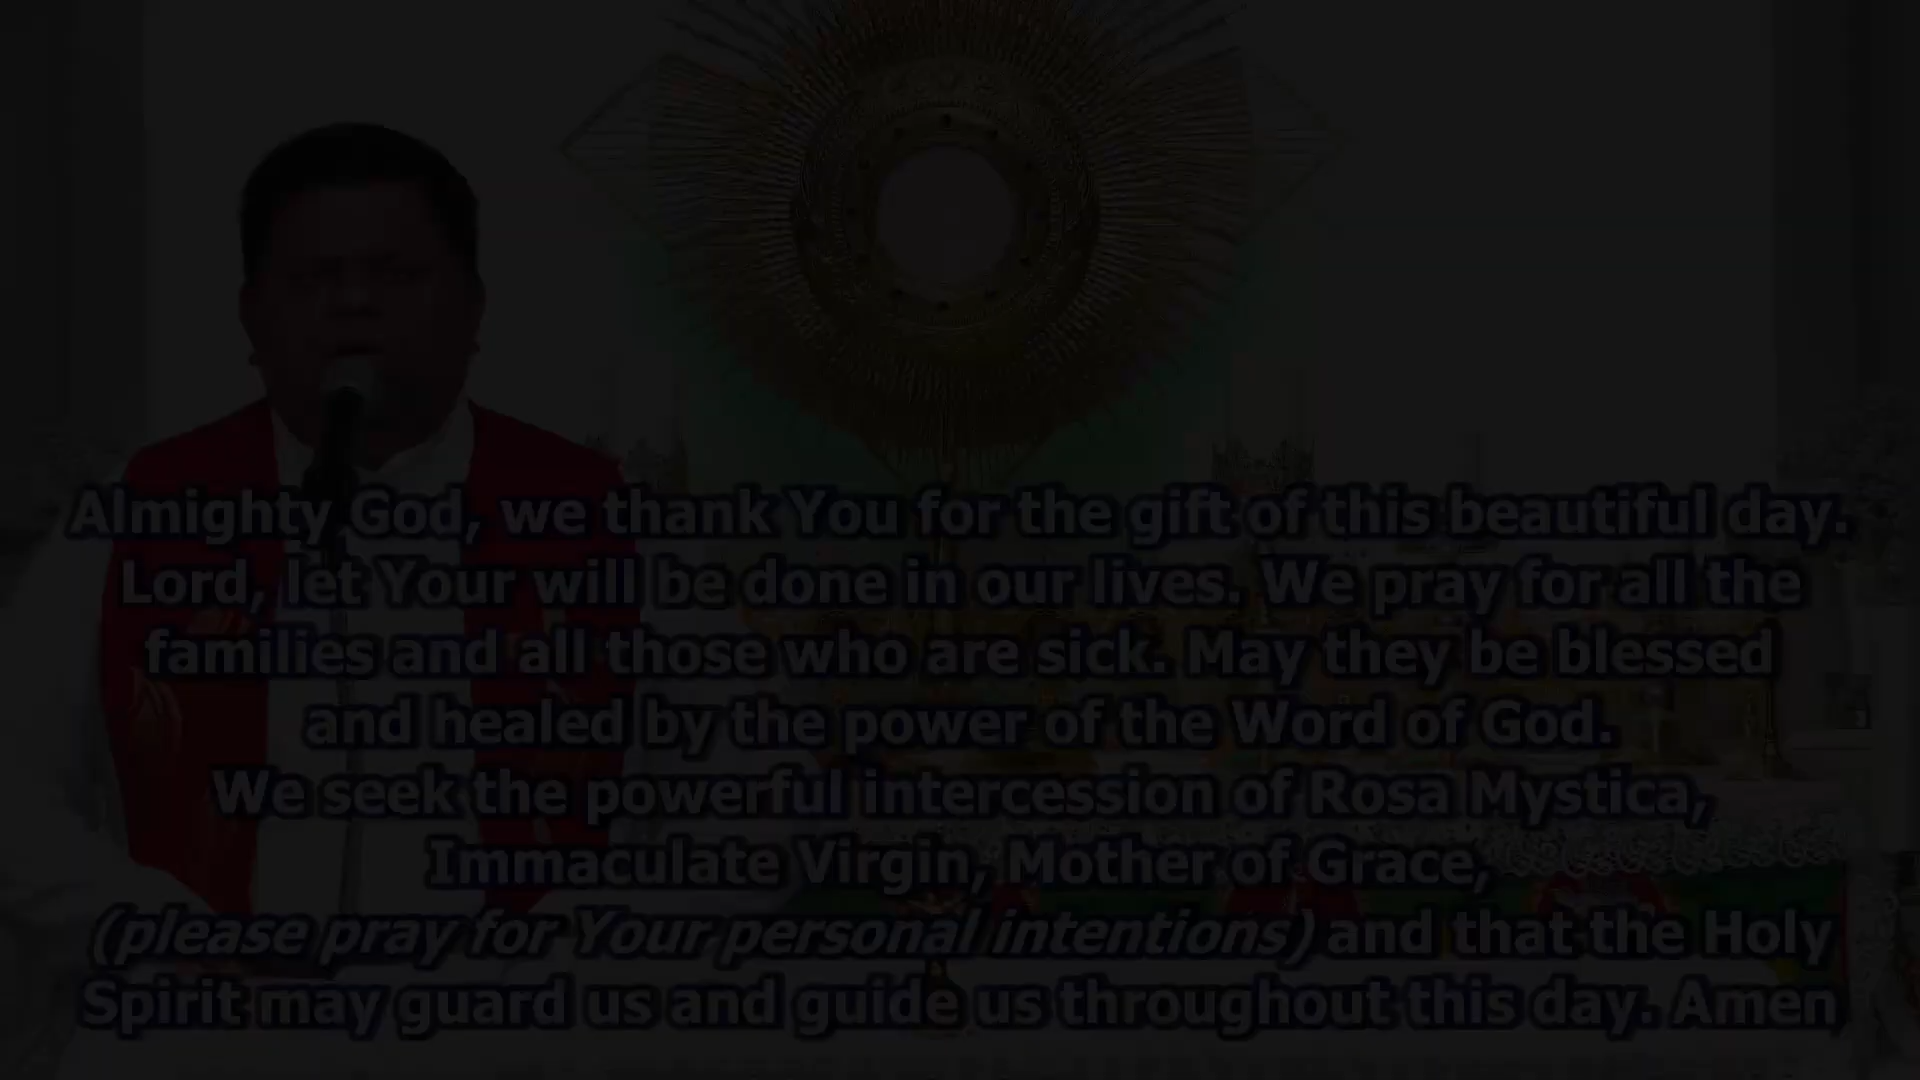 Almighty God, we thank You for the gift of this beautiful day.
Lord, let Your will be done in our lives. We pray for all the
families and all those who are sick. May they be blessed
and healed by the power of the Word of God.
We seek the powerful intercession of Rosa Mystica,
Immaculate Virgin, Mother of Grace,
(please pray for Your personal intentions) and that the Holy
Spirit may guard us and guide us throughout this day. Amen